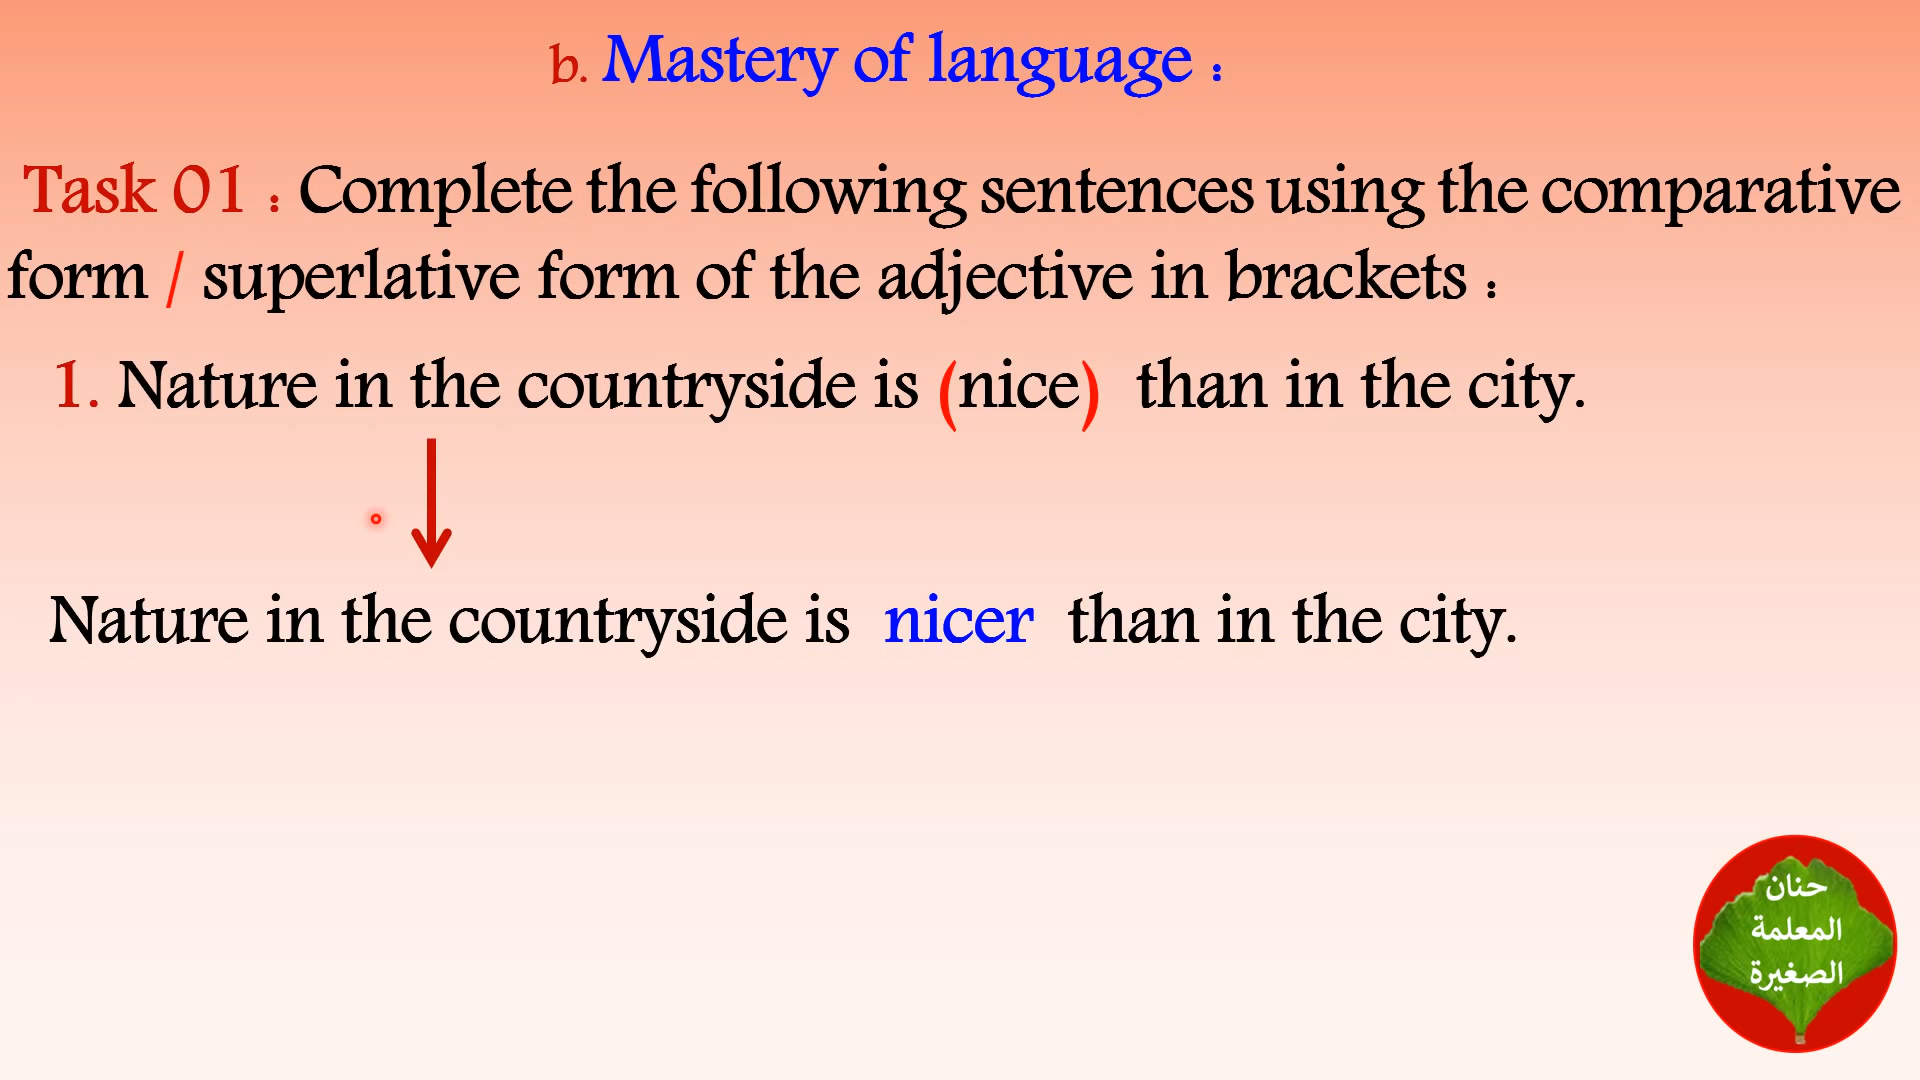 b. Mastery of language :
Task 01 : Complete the following sentences using the comparative
form / superlative form of the adjective in brackets :
1. Nature in the countryside is (nice) than in the city.
Nature in the countryside is nicer than in the city.
حنان
المعلمة
الصغيرة